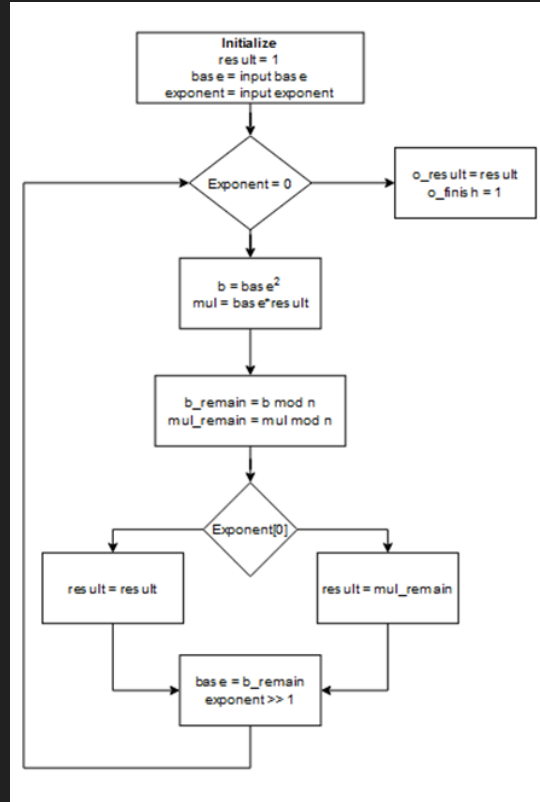 Initialize
result = 1
base = input base
exponent = input exponent
Exponent = 0
o_result = result
o_finish = 1
b = base²
mul = base*result
b_remain = b mod n
mul_remain = mul mod n
Exponent[0]
result = result
result = mul_remain
base = b_remain
exponent >> 1